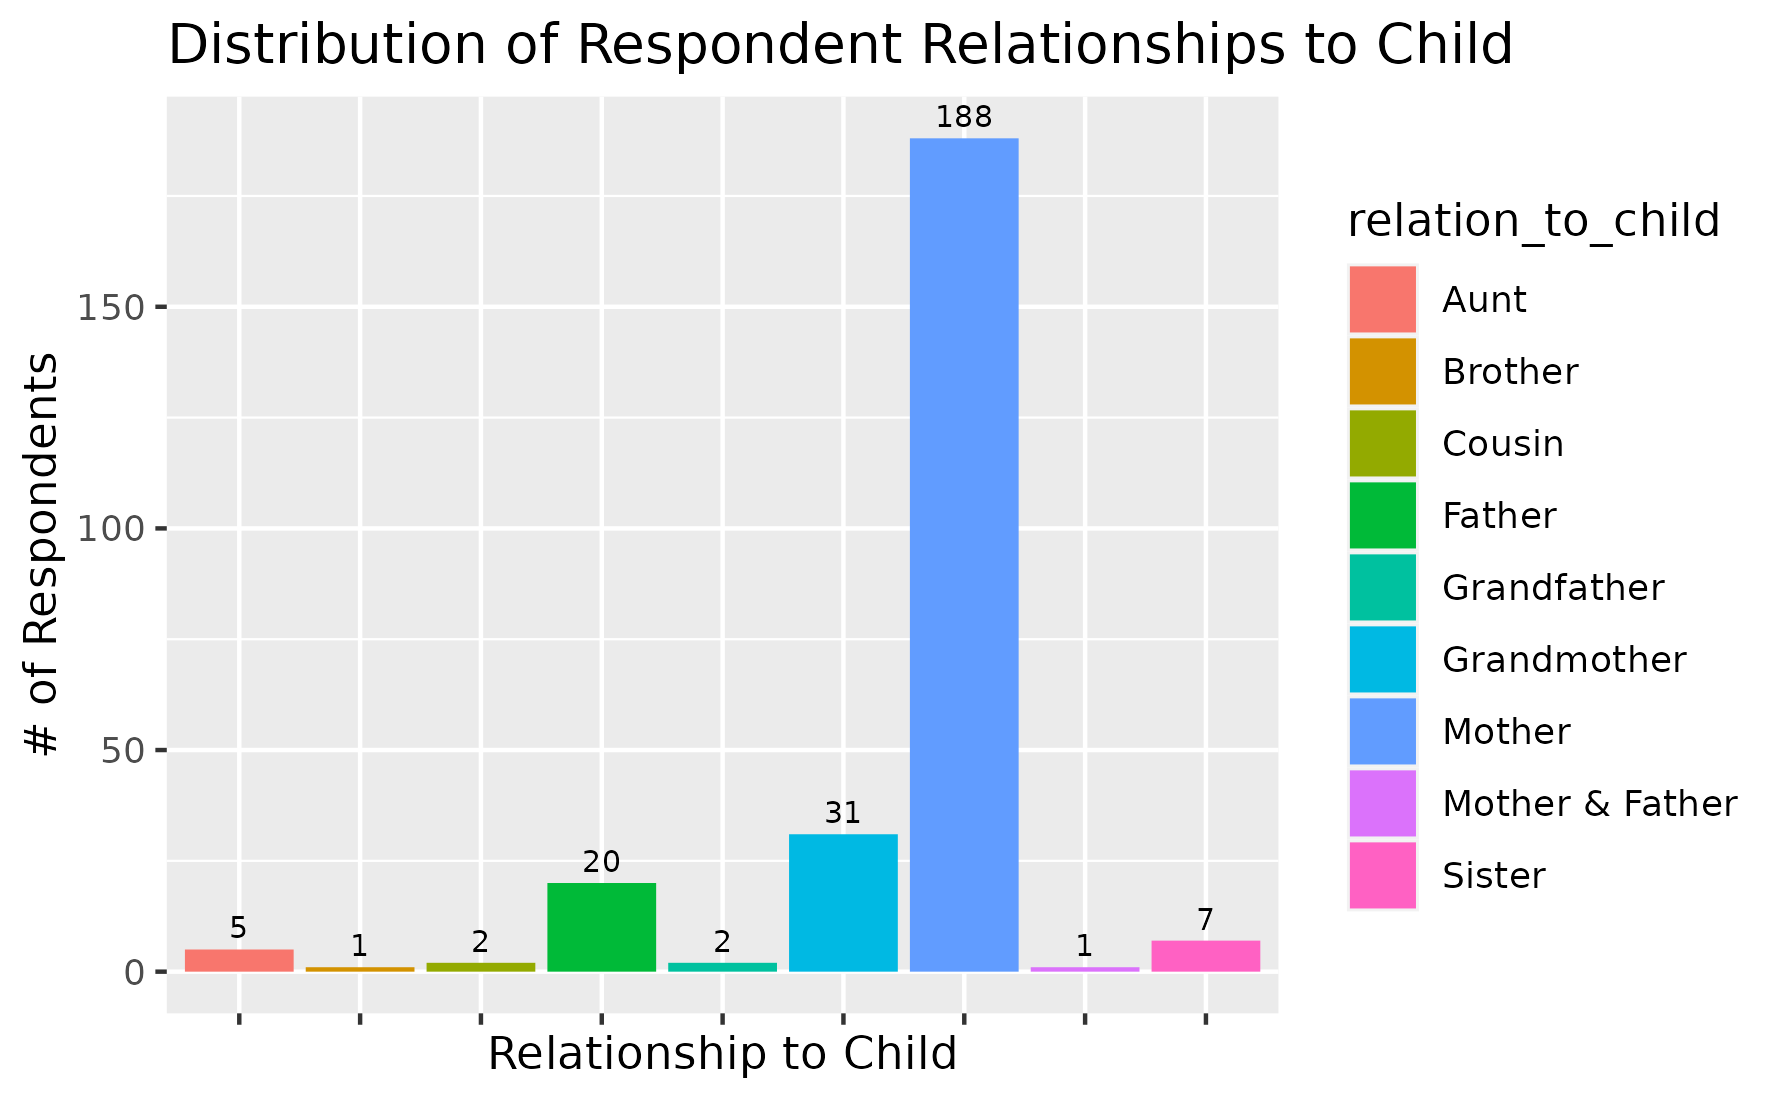 Distribution of Respondent Relationships to Child
# of Respondents
150
100
50
0
5
1
2
20
2
31
188
1
7
Relationship to Child
relation_to_child
Aunt
Brother
Cousin
Father
Grandfather
Grandmother
Mother
Mother & Father
Sister